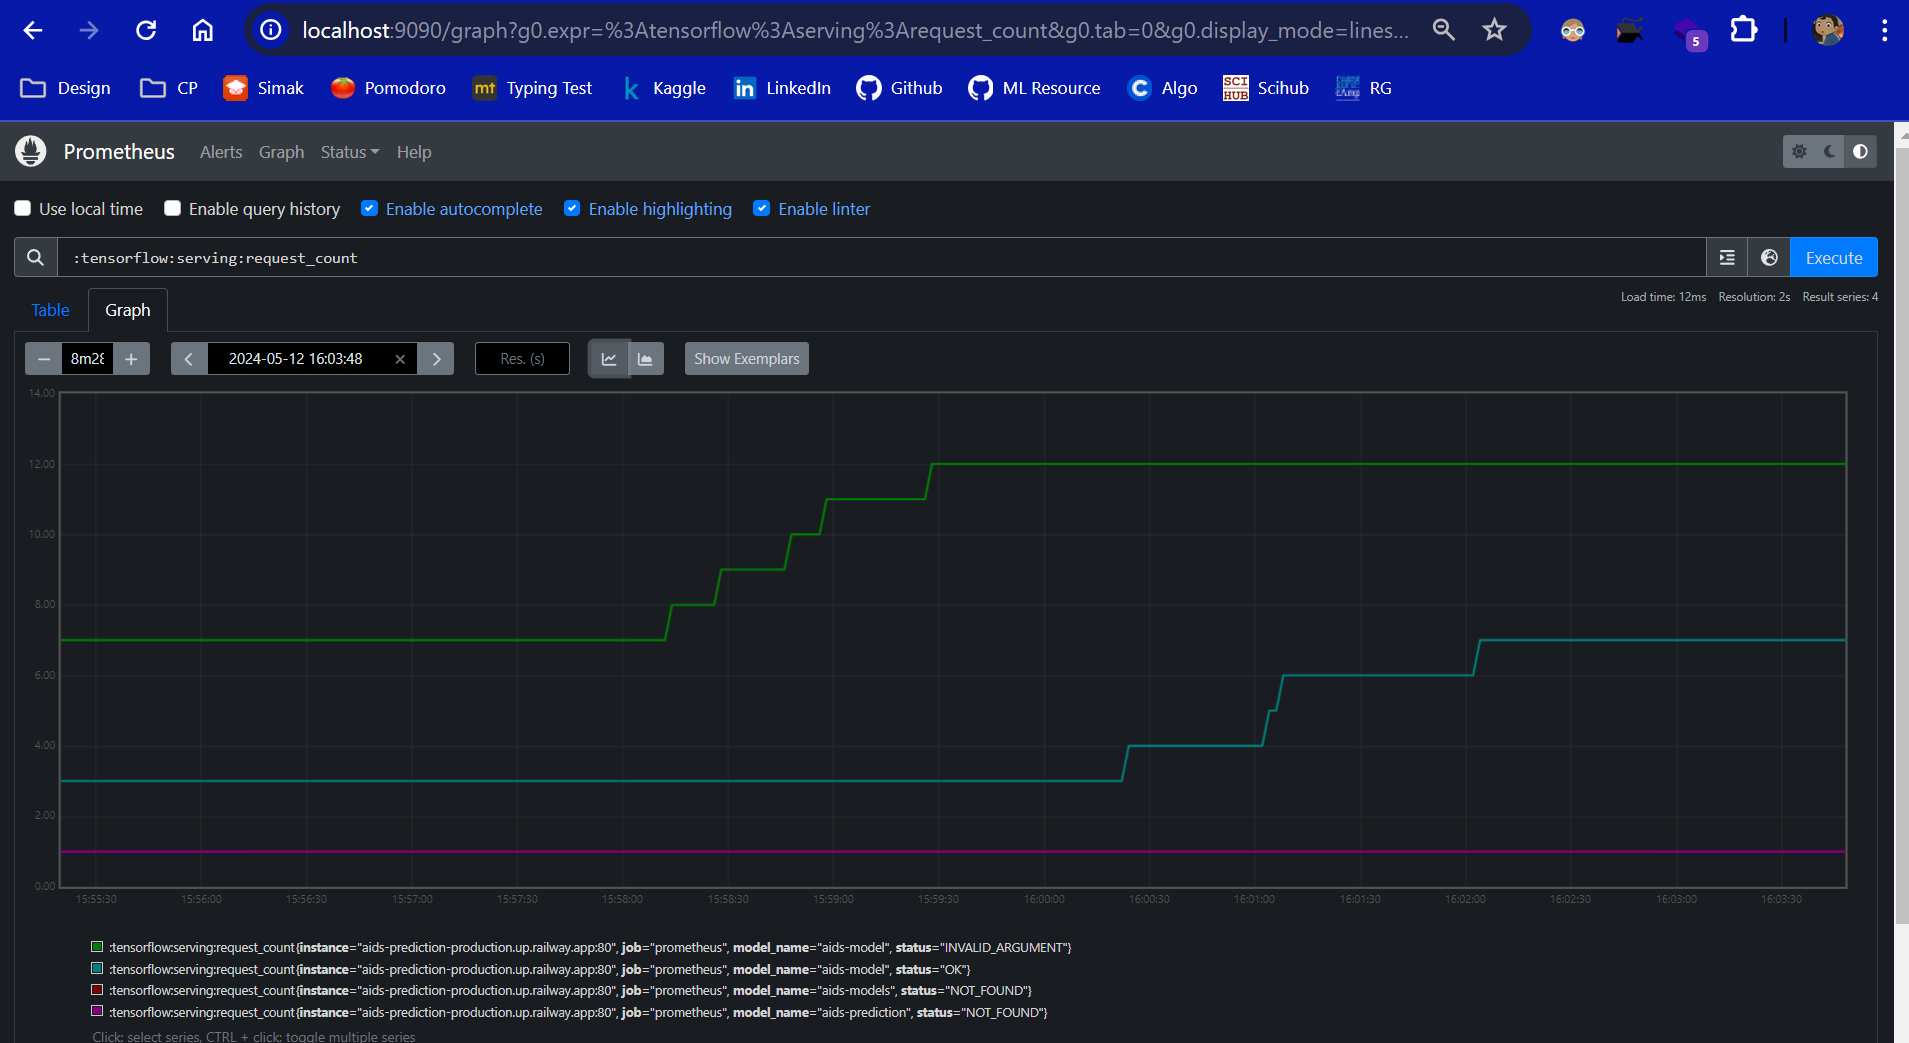 localhost:9090/graph?g0.expr=%3Atensorflow%3Aserving%3Arequest_count&g0.tab=0&g0.display_mode=lines...
5
Design CP Simak Pomodoro mt Typing Test k Kaggle in LinkedIn Github ML Resource C Algo SCI HUB Scihub RG
Prometheus Alerts Graph Status Help
Use local time Enable query history Enable autocomplete Enable highlighting Enable linter
:tensorflow:serving:request_count Execute
Table Graph Load time: 12ms Resolution: 2s Result series: 4
− 8m28 + 2024-05-12 16:03:48 × Res. (s) Show Exemplars
14.00
12.00
10.00
8.00
6.00
4.00
2.00
0.00
15:55:30 15:56:00 15:56:30 15:57:00 15:57:30 15:58:00 15:58:30 15:59:00 15:59:30 16:00:00 16:00:30 16:01:00 16:01:30 16:02:00 16:02:30 16:03:00 16:03:30
:tensorflow:serving:request_count{instance="aids-prediction-production.up.railway.app:80", job="prometheus", model_name="aids-model", status="INVALID_ARGUMENT"}
:tensorflow:serving:request_count{instance="aids-prediction-production.up.railway.app:80", job="prometheus", model_name="aids-model", status="OK"}
:tensorflow:serving:request_count{instance="aids-prediction-production.up.railway.app:80", job="prometheus", model_name="aids-models", status="NOT_FOUND"}
:tensorflow:serving:request_count{instance="aids-prediction-production.up.railway.app:80", job="prometheus", model_name="aids-prediction", status="NOT_FOUND"}
Click: select series, CTRL + click: toggle multiple series